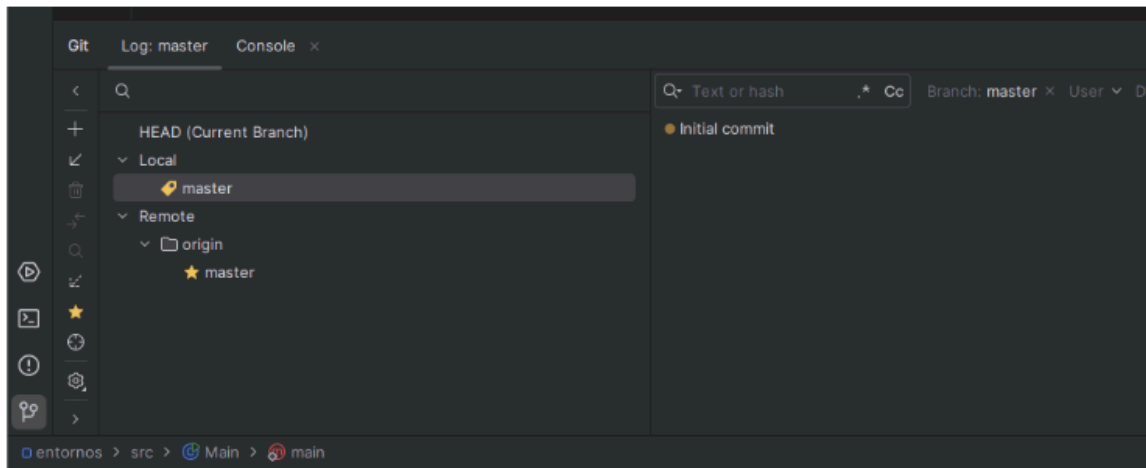 Git Log: master Console
Text or hash .* Cc Branch: master User D
HEAD (Current Branch)
Initial commit
Local
master
Remote
origin
master
entornos > src > Main > main